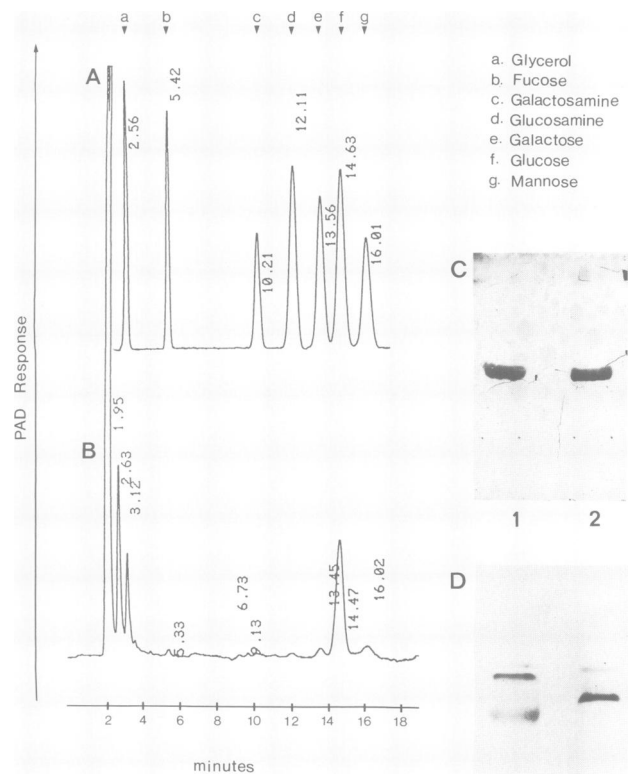 a b c d e f g
A
2.56
5.42
10.21
12.11
13.56
14.63
16.01
a. Glycerol
b. Fucose
c. Galactosamine
d. Glucosamine
e. Galactose
f. Glucose
g. Mannose
PAD Response
B
1.95
2.63
3.12
5.33
6.73
9.13
13.45
14.47
16.02
2 4 6 8 10 12 14 16 18
minutes
C
1 2
D